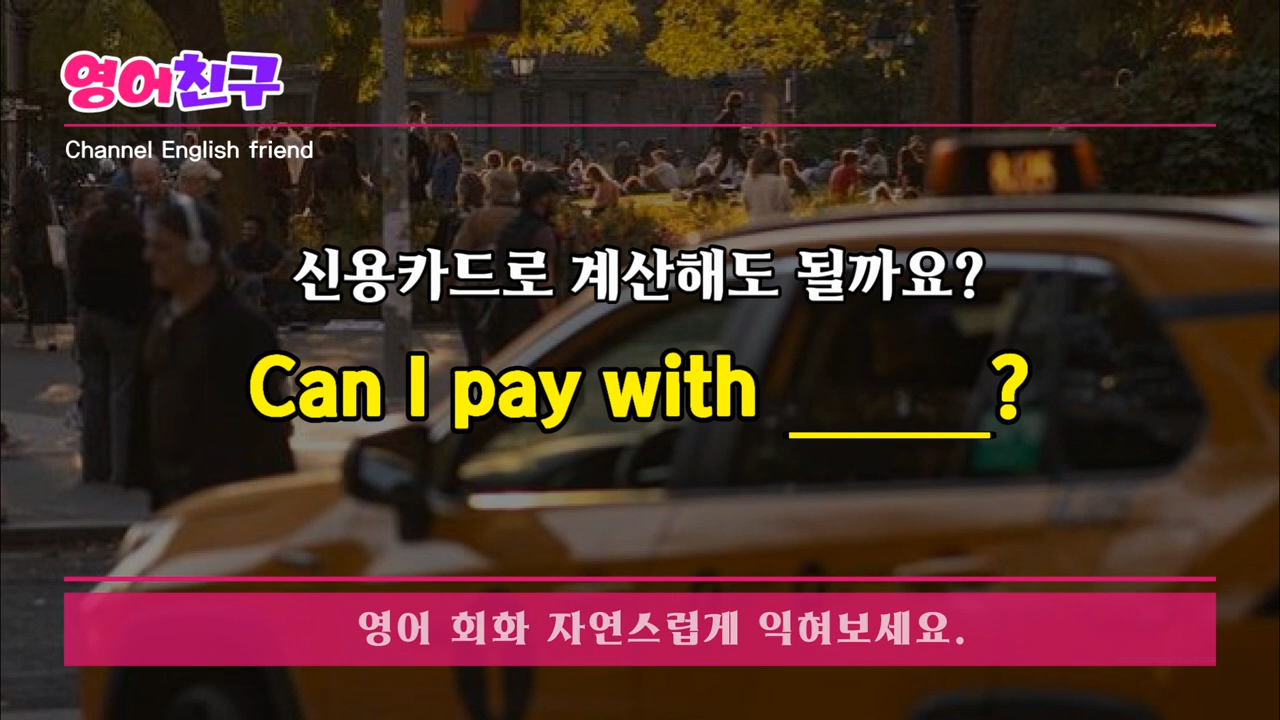 영어친구
Channel English friend
신용카드로 계산해도 될까요?
Can I pay with _____?
영어 회화 자연스럽게 익혀보세요.